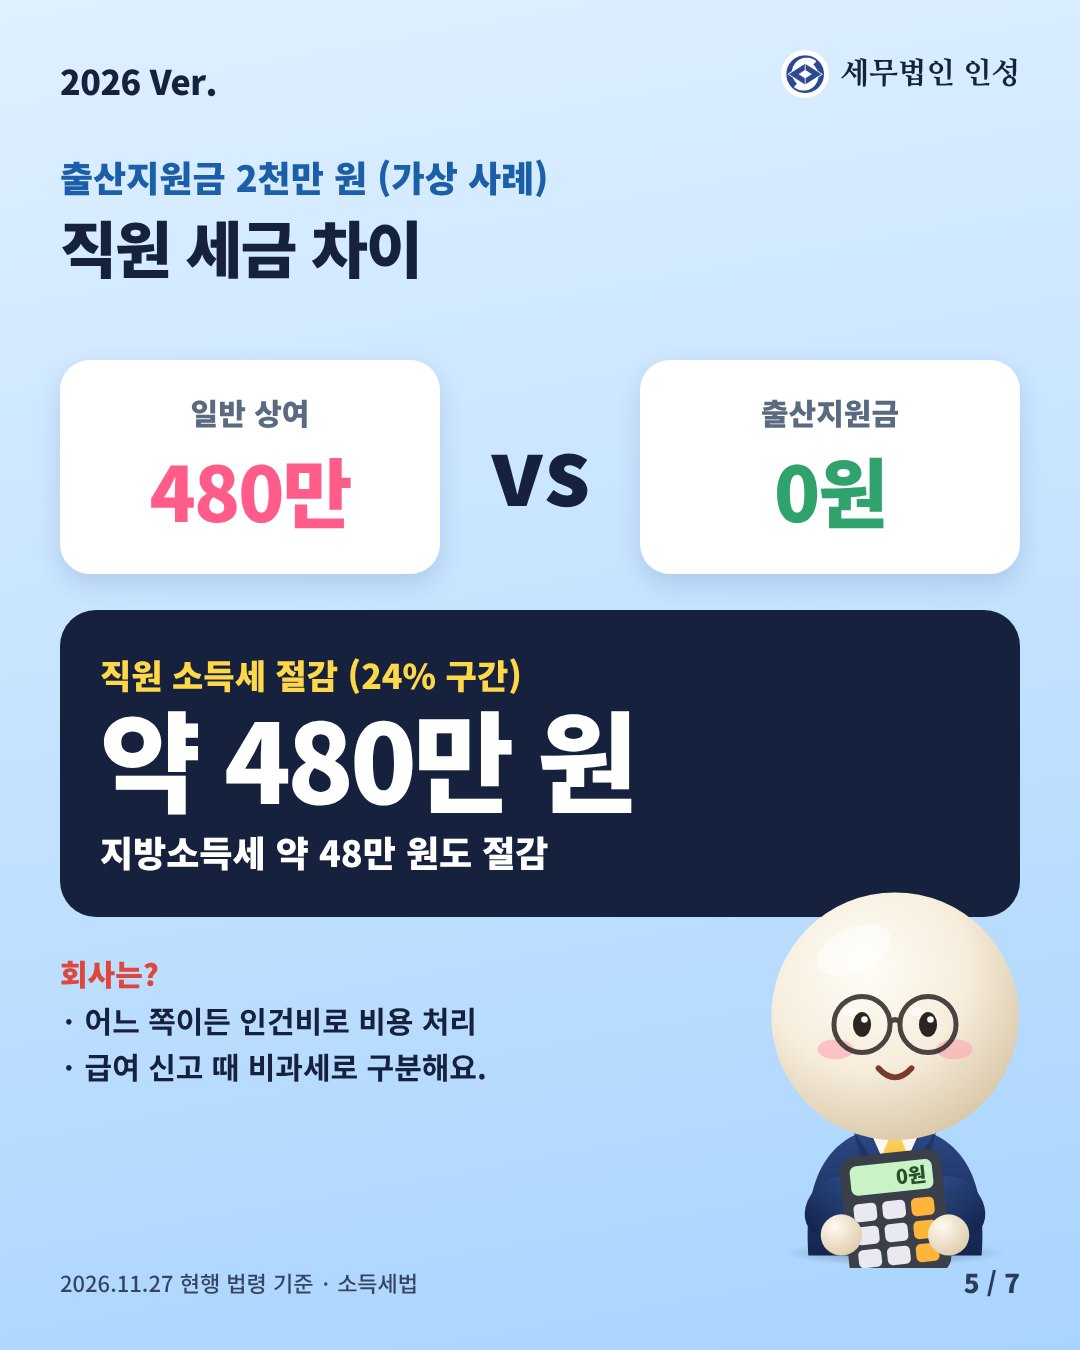 2026 Ver.
세무법인 인성
출산지원금 2천만 원 (가상 사례)
직원 세금 차이
일반 상여
480만
VS
출산지원금
0원
직원 소득세 절감 (24% 구간)
약 480만 원
지방소득세 약 48만 원도 절감
회사는?
· 어느 쪽이든 인건비로 비용 처리
· 급여 신고 때 비과세로 구분해요.
0원
2026.11.27 현행 법령 기준 · 소득세법
5 / 7